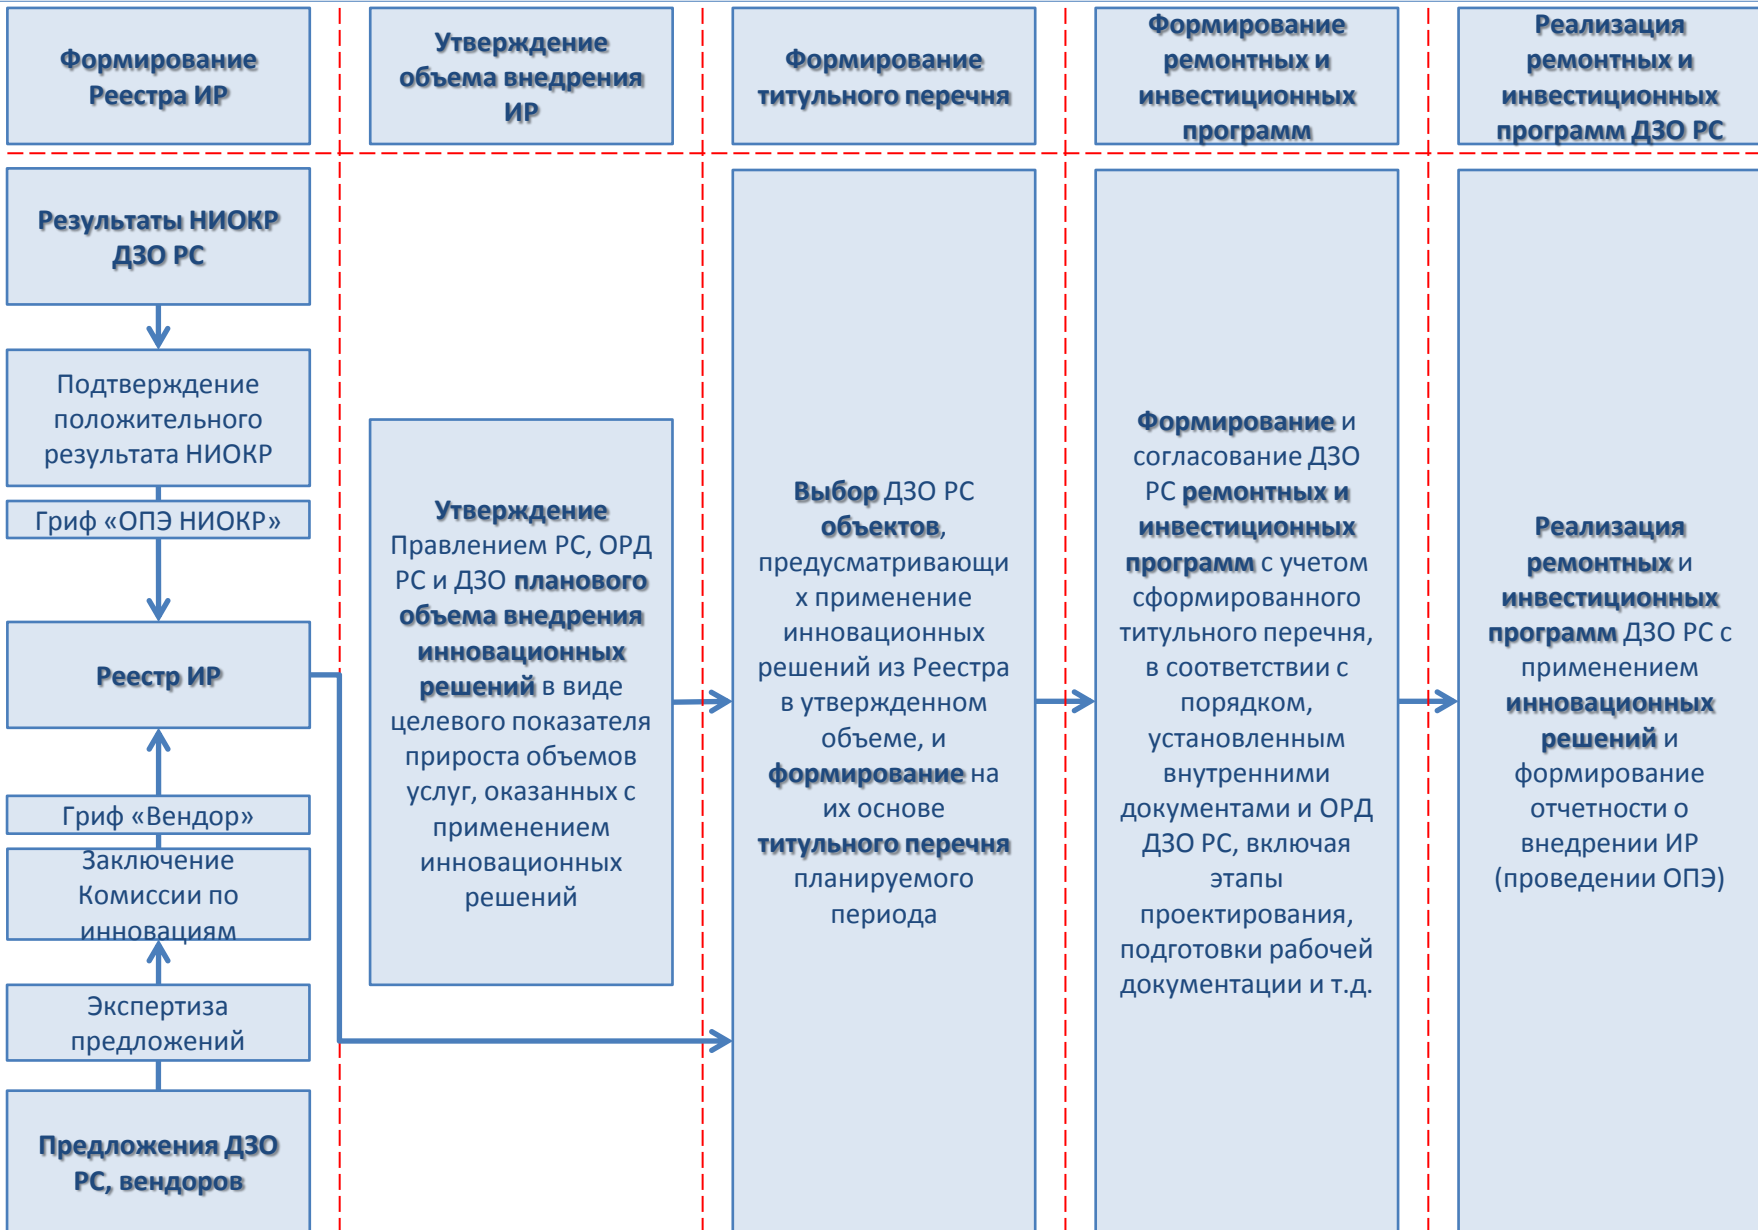 Формирование
Реестра ИР
Утверждение
объема внедрения
ИР
Формирование
титульного перечня
Формирование
ремонтных и
инвестиционных
программ
Реализация
ремонтных и
инвестиционных
программ ДЗО РС
Результаты НИОКР
ДЗО РС
Подтверждение
положительного
результата НИОКР
Гриф «ОПЭ НИОКР»
Реестр ИР
Гриф «Вендор»
Заключение
Комиссии по
инновациям
Экспертиза
предложений
Предложения ДЗО
РС, вендоров
Утверждение
Правлением РС, ОРД
РС и ДЗО планового
объема внедрения
инновационных
решений в виде
целевого показателя
прироста объемов
услуг, оказанных с
применением
инновационных
решений
Выбор ДЗО РС
объектов,
предусматривающи
х применение
инновационных
решений из Реестра
в утвержденном
объеме, и
формирование на
их основе
титульного перечня
планируемого
периода
Формирование и
согласование ДЗО
РС ремонтных и
инвестиционных
программ с учетом
сформированного
титульного перечня,
в соответствии с
порядком,
установленным
внутренними
документами и ОРД
ДЗО РС, включая
этапы
проектирования,
подготовки рабочей
документации и т.д.
Реализация
ремонтных и
инвестиционных
программ ДЗО РС с
применением
инновационных
решений и
формирование
отчетности о
внедрении ИР
(проведении ОПЭ)